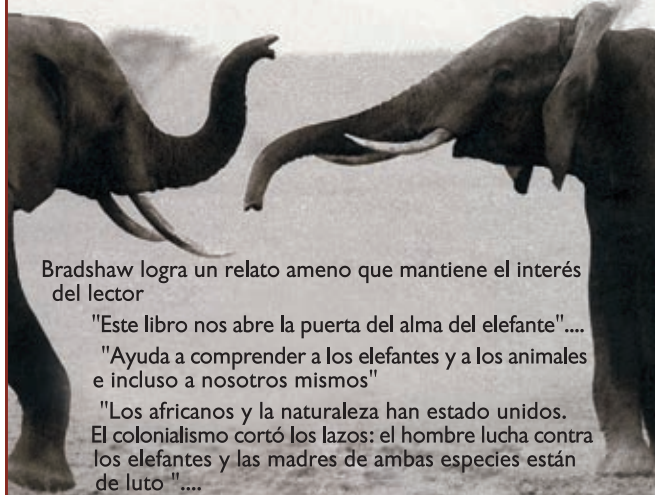 Bradshaw logra un relato ameno que mantiene el interés
del lector
"Este libro nos abre la puerta del alma del elefante"....
"Ayuda a comprender a los elefantes y a los animales
e incluso a nosotros mismos"
"Los africanos y la naturaleza han estado unidos.
El colonialismo cortó los lazos: el hombre lucha contra
los elefantes y las madres de ambas especies están
de luto "....